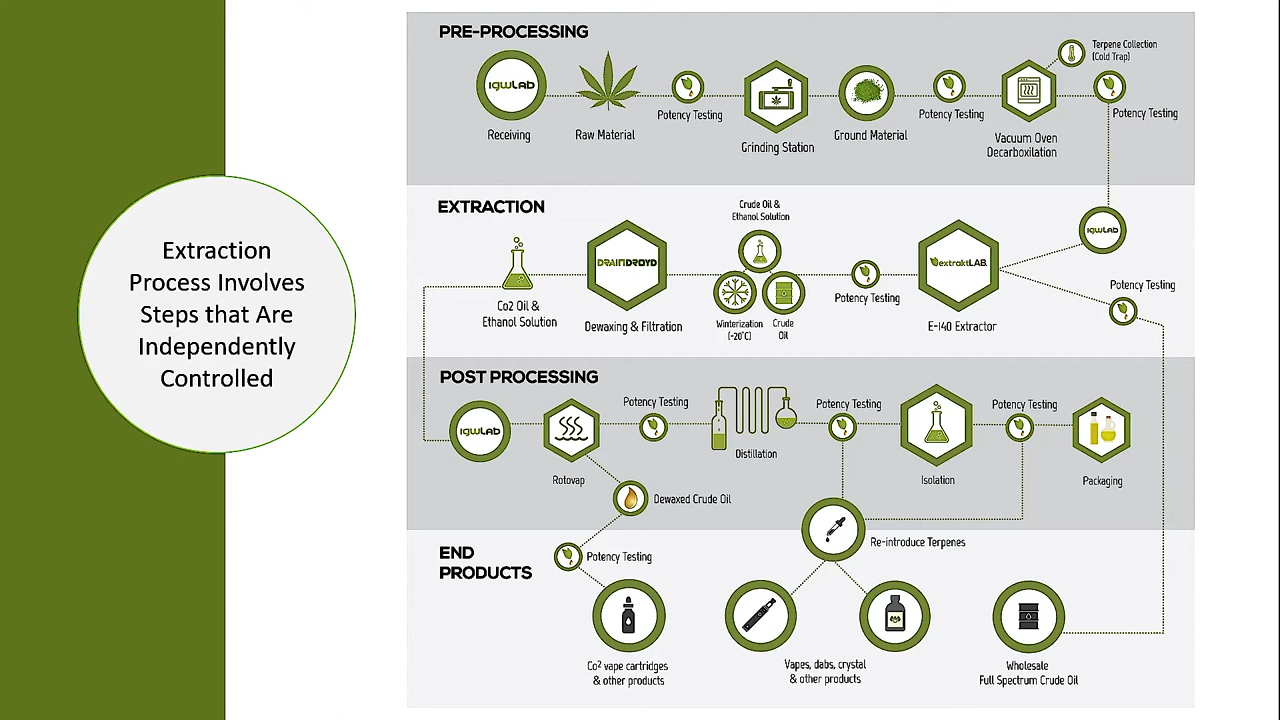 Extraction
Process Involves
Steps that Are
Independently
Controlled
PRE-PROCESSING
IGWLAB
Receiving
Raw Material
Potency Testing
Grinding Station
Ground Material
Potency Testing
Vacuum Oven
Decarboxilation
Terpene Collection
(Cold Trap)
Potency Testing
EXTRACTION
Co2 Oil &
Ethanol Solution
DRAINDROYD
Dewaxing & Filtration
Crude Oil &
Ethanol Solution
Winterization
(-20°C)
Crude
Oil
Potency Testing
extraktLAB.
E-140 Extractor
IGWLAB
Potency Testing
POST PROCESSING
IGWLAB
Rotovap
Potency Testing
Dewaxed Crude Oil
Distillation
Potency Testing
Isolation
Potency Testing
Packaging
END
PRODUCTS
Potency Testing
Re-introduce Terpenes
Co² vape cartridges
& other products
Vapes, dabs, crystal
& other products
Wholesale
Full Spectrum Crude Oil